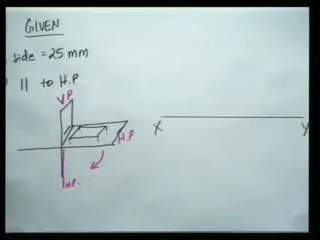 GIVEN
side = 25 mm
|| to H.P
V.P
H.P
H.P.
X Y